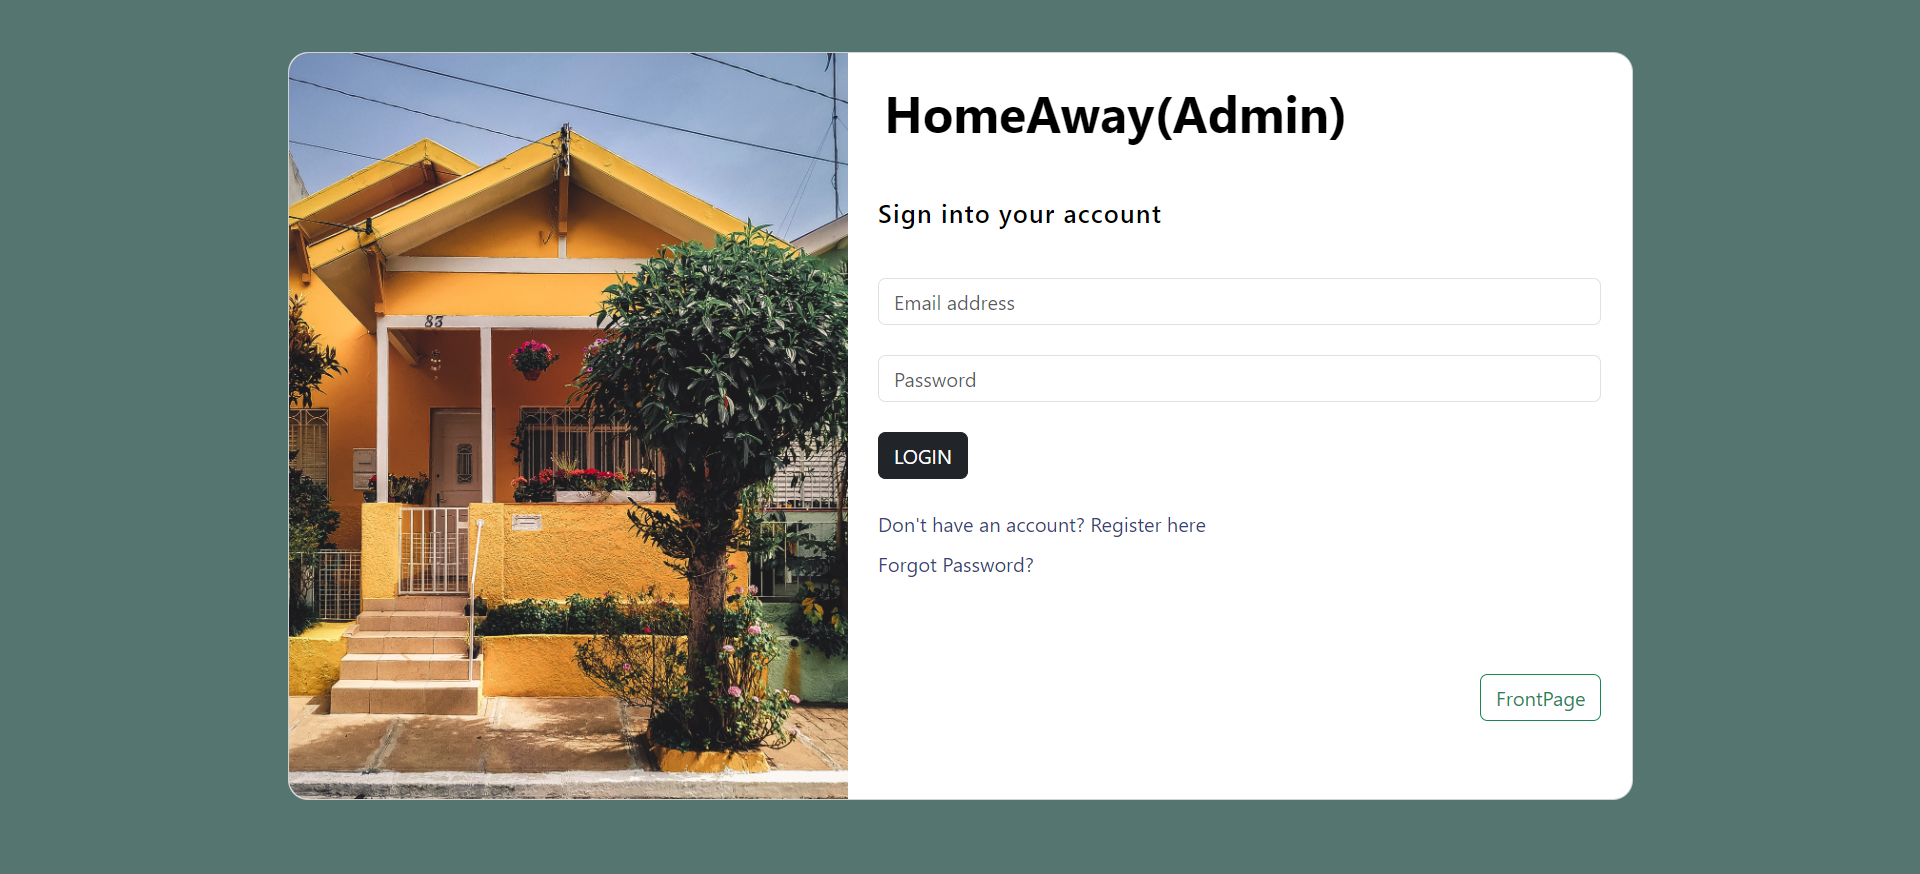 HomeAway(Admin)
Sign into your account
Email address
Password
LOGIN
Don't have an account? Register here
Forgot Password?
FrontPage
83